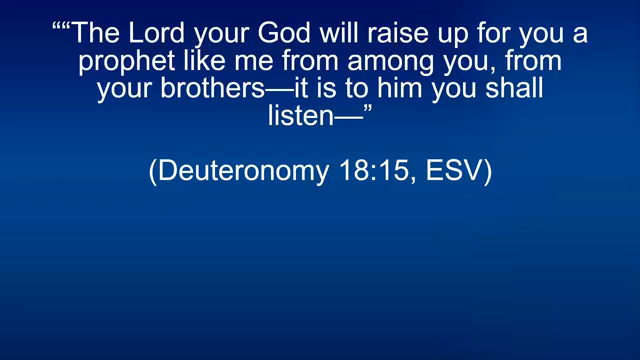 ““The Lord your God will raise up for you a
prophet like me from among you, from
your brothers—it is to him you shall
listen—”
(Deuteronomy 18:15, ESV)